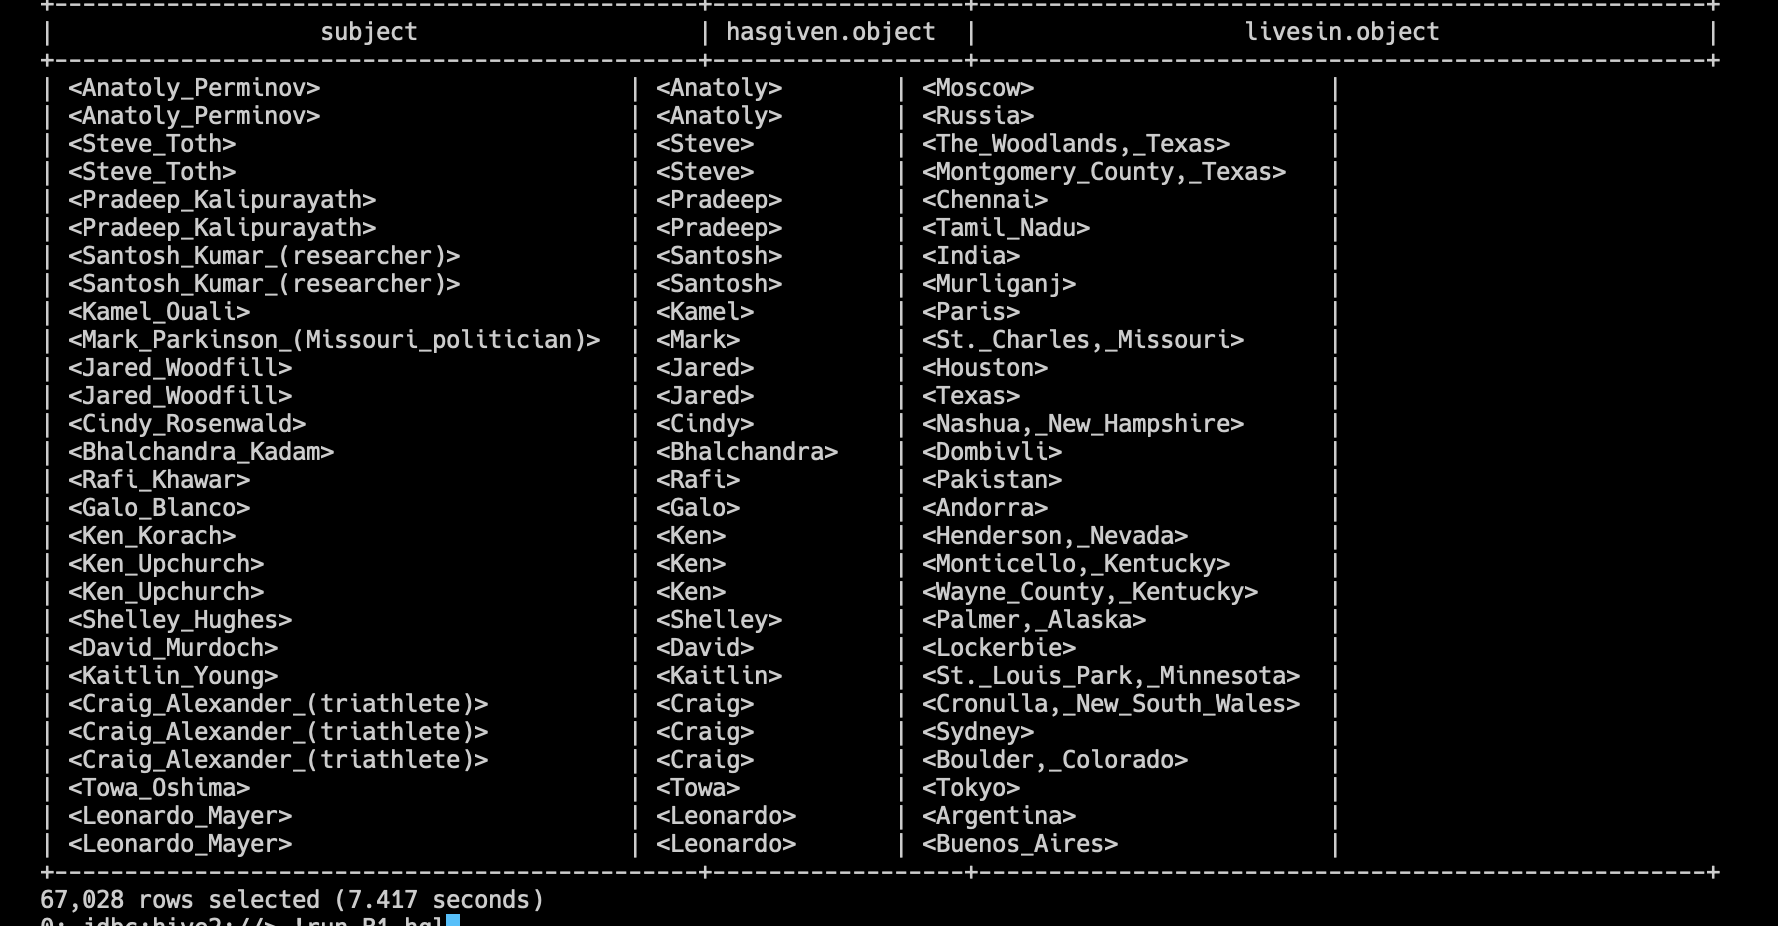 +-----------------------------------------------+------------------+-----------------------------------------------------+
| subject | hasgiven.object | livesin.object |
+-----------------------------------------------+------------------+-----------------------------------------------------+
| <Anatoly_Perminov> | <Anatoly> | <Moscow> |
| <Anatoly_Perminov> | <Anatoly> | <Russia> |
| <Steve_Toth> | <Steve> | <The_Woodlands,_Texas> |
| <Steve_Toth> | <Steve> | <Montgomery_County,_Texas> |
| <Pradeep_Kalipurayath> | <Pradeep> | <Chennai> |
| <Pradeep_Kalipurayath> | <Pradeep> | <Tamil_Nadu> |
| <Santosh_Kumar_(researcher)> | <Santosh> | <India> |
| <Santosh_Kumar_(researcher)> | <Santosh> | <Murliganj> |
| <Kamel_Ouali> | <Kamel> | <Paris> |
| <Mark_Parkinson_(Missouri_politician)> | <Mark> | <St._Charles,_Missouri> |
| <Jared_Woodfill> | <Jared> | <Houston> |
| <Jared_Woodfill> | <Jared> | <Texas> |
| <Cindy_Rosenwald> | <Cindy> | <Nashua,_New_Hampshire> |
| <Bhalchandra_Kadam> | <Bhalchandra> | <Dombivli> |
| <Rafi_Khawar> | <Rafi> | <Pakistan> |
| <Galo_Blanco> | <Galo> | <Andorra> |
| <Ken_Korach> | <Ken> | <Henderson,_Nevada> |
| <Ken_Upchurch> | <Ken> | <Monticello,_Kentucky> |
| <Ken_Upchurch> | <Ken> | <Wayne_County,_Kentucky> |
| <Shelley_Hughes> | <Shelley> | <Palmer,_Alaska> |
| <David_Murdoch> | <David> | <Lockerbie> |
| <Kaitlin_Young> | <Kaitlin> | <St._Louis_Park,_Minnesota> |
| <Craig_Alexander_(triathlete)> | <Craig> | <Cronulla,_New_South_Wales> |
| <Craig_Alexander_(triathlete)> | <Craig> | <Sydney> |
| <Craig_Alexander_(triathlete)> | <Craig> | <Boulder,_Colorado> |
| <Towa_Oshima> | <Towa> | <Tokyo> |
| <Leonardo_Mayer> | <Leonardo> | <Argentina> |
| <Leonardo_Mayer> | <Leonardo> | <Buenos_Aires> |
+-----------------------------------------------+------------------+-----------------------------------------------------+
67,028 rows selected (7.417 seconds)
0: jdbc:hive2://> !run